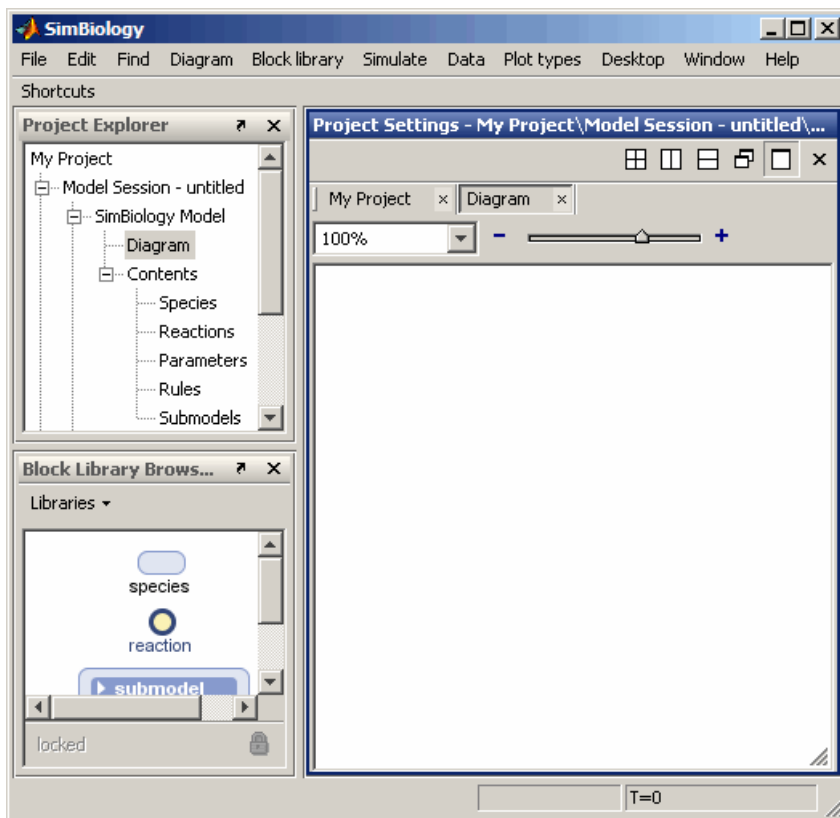 SimBiology
File Edit Find Diagram Block library Simulate Data Plot types Desktop Window Help
Shortcuts
Project Explorer
My Project
Model Session - untitled
SimBiology Model
Diagram
Contents
Species
Reactions
Parameters
Rules
Submodels
Block Library Brows...
Libraries
species
reaction
submodel
locked
Project Settings - My Project\Model Session - untitled\...
My Project Diagram
100%
T=0